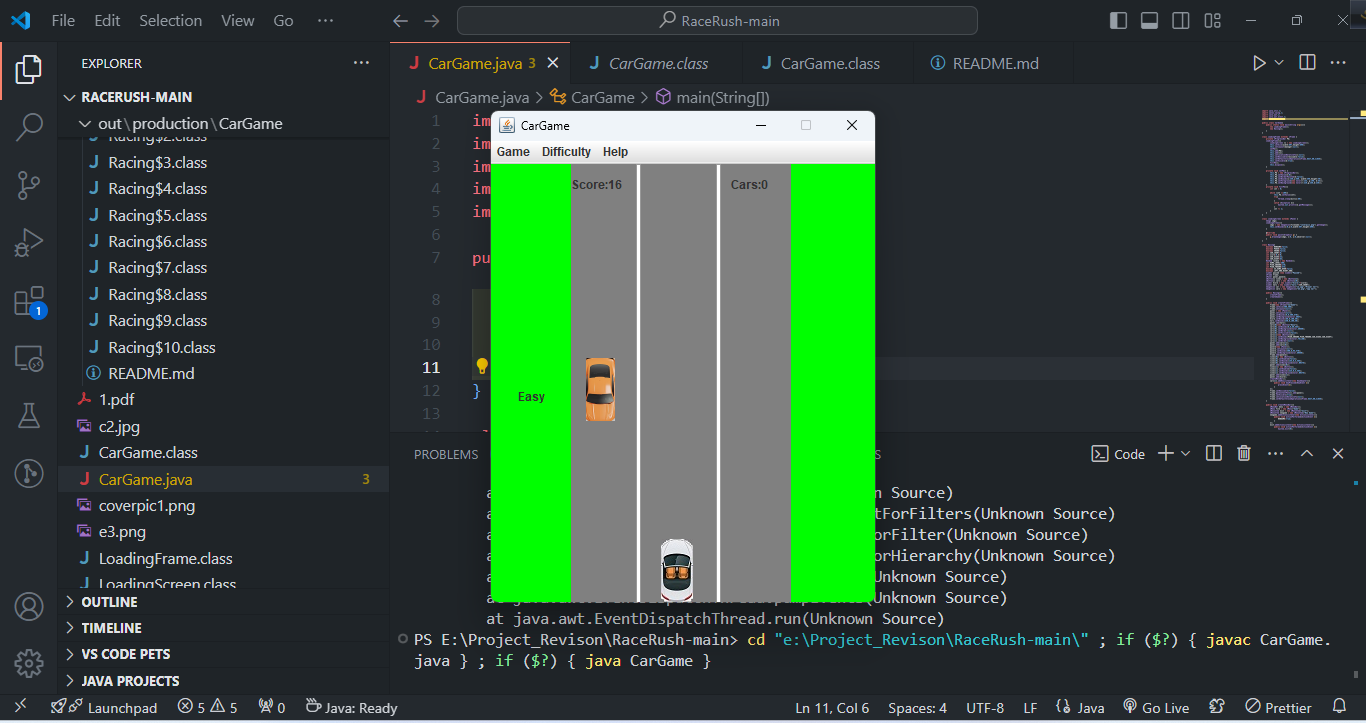 File Edit Selection View Go ··· RaceRush-main
EXPLORER ···
RACERUSH-MAIN
out\production\CarGame
Racing$2.class
Racing$3.class
Racing$4.class
Racing$5.class
Racing$6.class
Racing$7.class
Racing$8.class
Racing$9.class
Racing$10.class
README.md
1.pdf
c2.jpg
CarGame.class
CarGame.java 3
coverpic1.png
e3.png
LoadingFrame.class
LoadingScreen.class
OUTLINE
TIMELINE
VS CODE PETS
JAVA PROJECTS
1
CarGame.java 3 CarGame.class CarGame.class README.md
CarGame.java > CarGame > main(String[])
1 im
2 im
3 im
4 im
5 im
6
7 pu
8
9
10
11
12 }
13
CarGame
Game Difficulty Help
Score:16 Cars:0
Easy
PROBLEMS
Code
n Source)
tForFilters(Unknown Source)
orFilter(Unknown Source)
orHierarchy(Unknown Source)
Unknown Source)
Unknown Source)
at java.awt.EventDispatchThread.run(Unknown Source)
PS E:\Project_Revison\RaceRush-main> cd "e:\Project_Revison\RaceRush-main\" ; if ($?) { javac CarGame.
java } ; if ($?) { java CarGame }
Launchpad 5 5 0 Java: Ready Ln 11, Col 6 Spaces: 4 UTF-8 LF Java Go Live Prettier